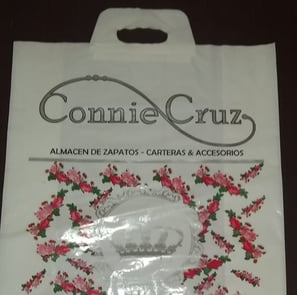 Connie Cruz
ALMACEN DE ZAPATOS - CARTERAS & ACCESORIOS